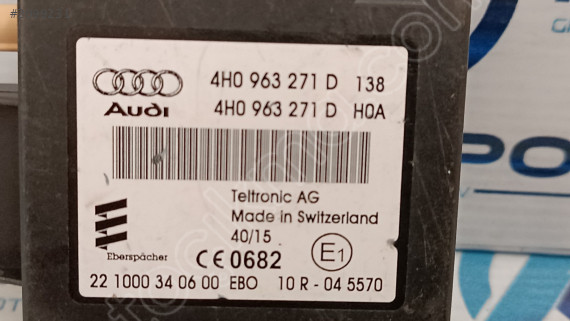 4H0 963 271 D 138
Audi 4H0 963 271 D H0A
Teltronic AG
Made in Switzerland
40/15
Eberspächer CE 0682 E1
22 1000 34 06 00 EBO 10 R - 04 5570